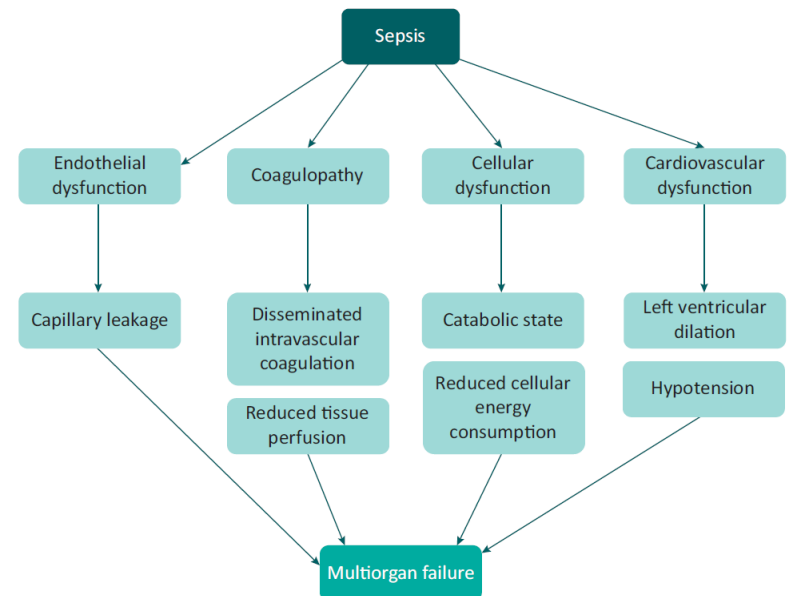 Sepsis
Endothelial
dysfunction
Coagulopathy
Cellular
dysfunction
Cardiovascular
dysfunction
Capillary leakage
Disseminated
intravascular
coagulation
Catabolic state
Left ventricular
dilation
Reduced tissue
perfusion
Reduced cellular
energy
consumption
Hypotension
Multiorgan failure